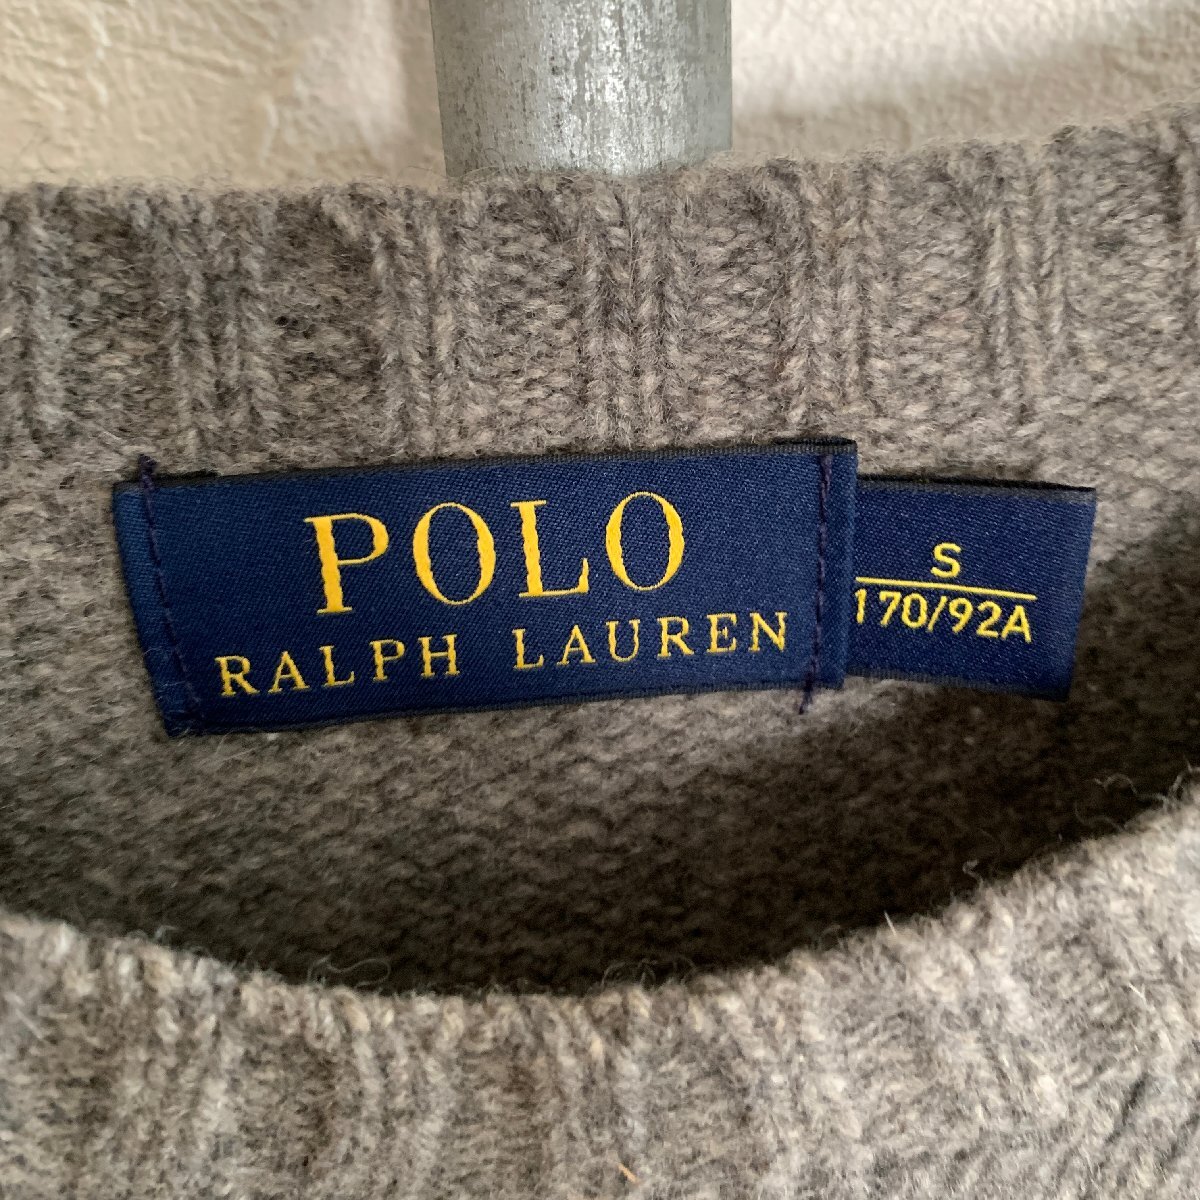 POLO
RALPH LAUREN
S
170/92A